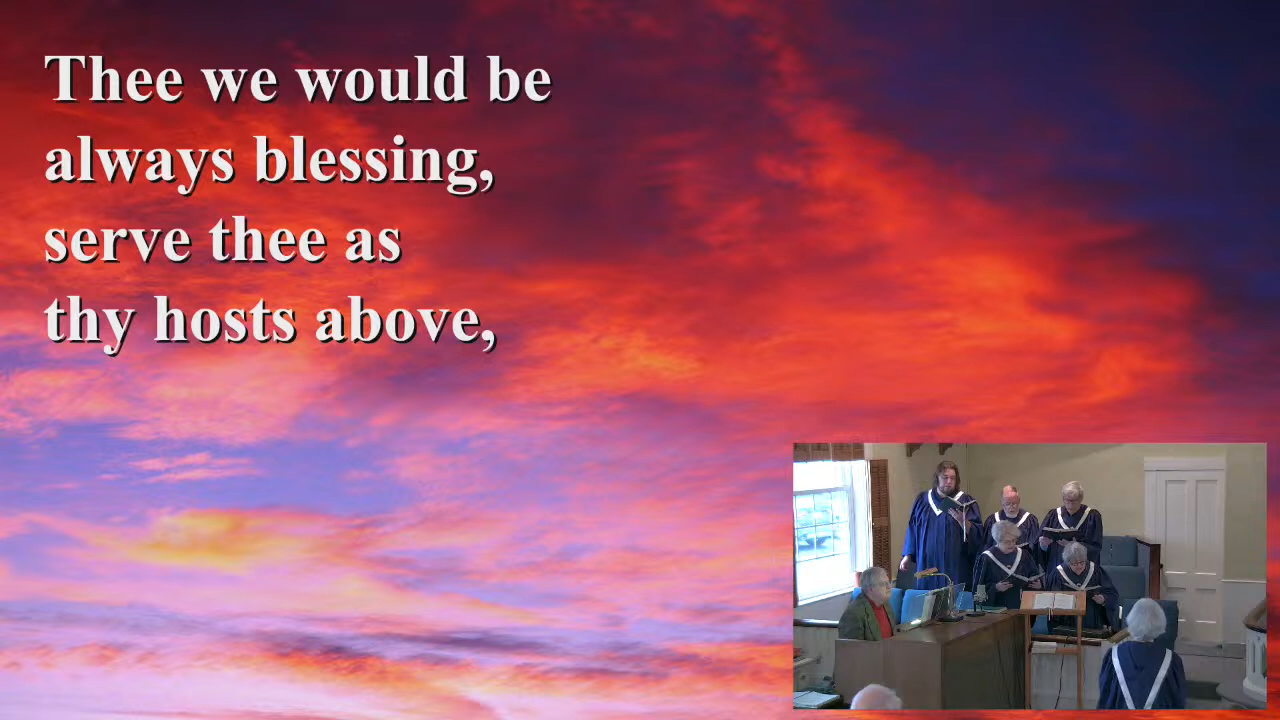 Thee we would be
always blessing,
serve thee as
thy hosts above,